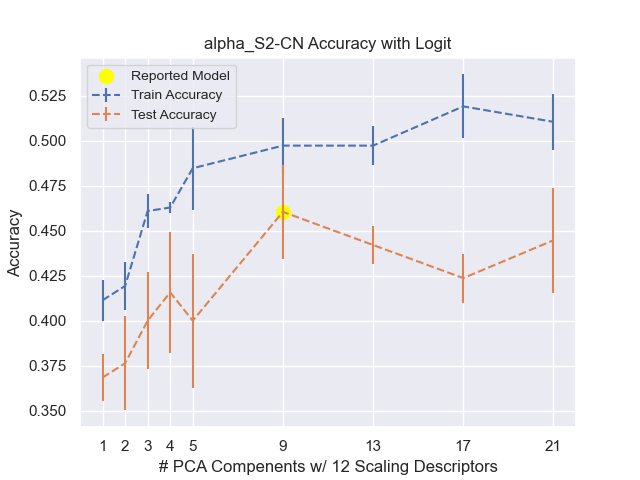 alpha_S2-CN Accuracy with Logit
Reported Model
Train Accuracy
Test Accuracy
Accuracy
0.525
0.500
0.475
0.450
0.425
0.400
0.375
0.350
1 2 3 4 5 9 13 17 21
# PCA Compenents w/ 12 Scaling Descriptors